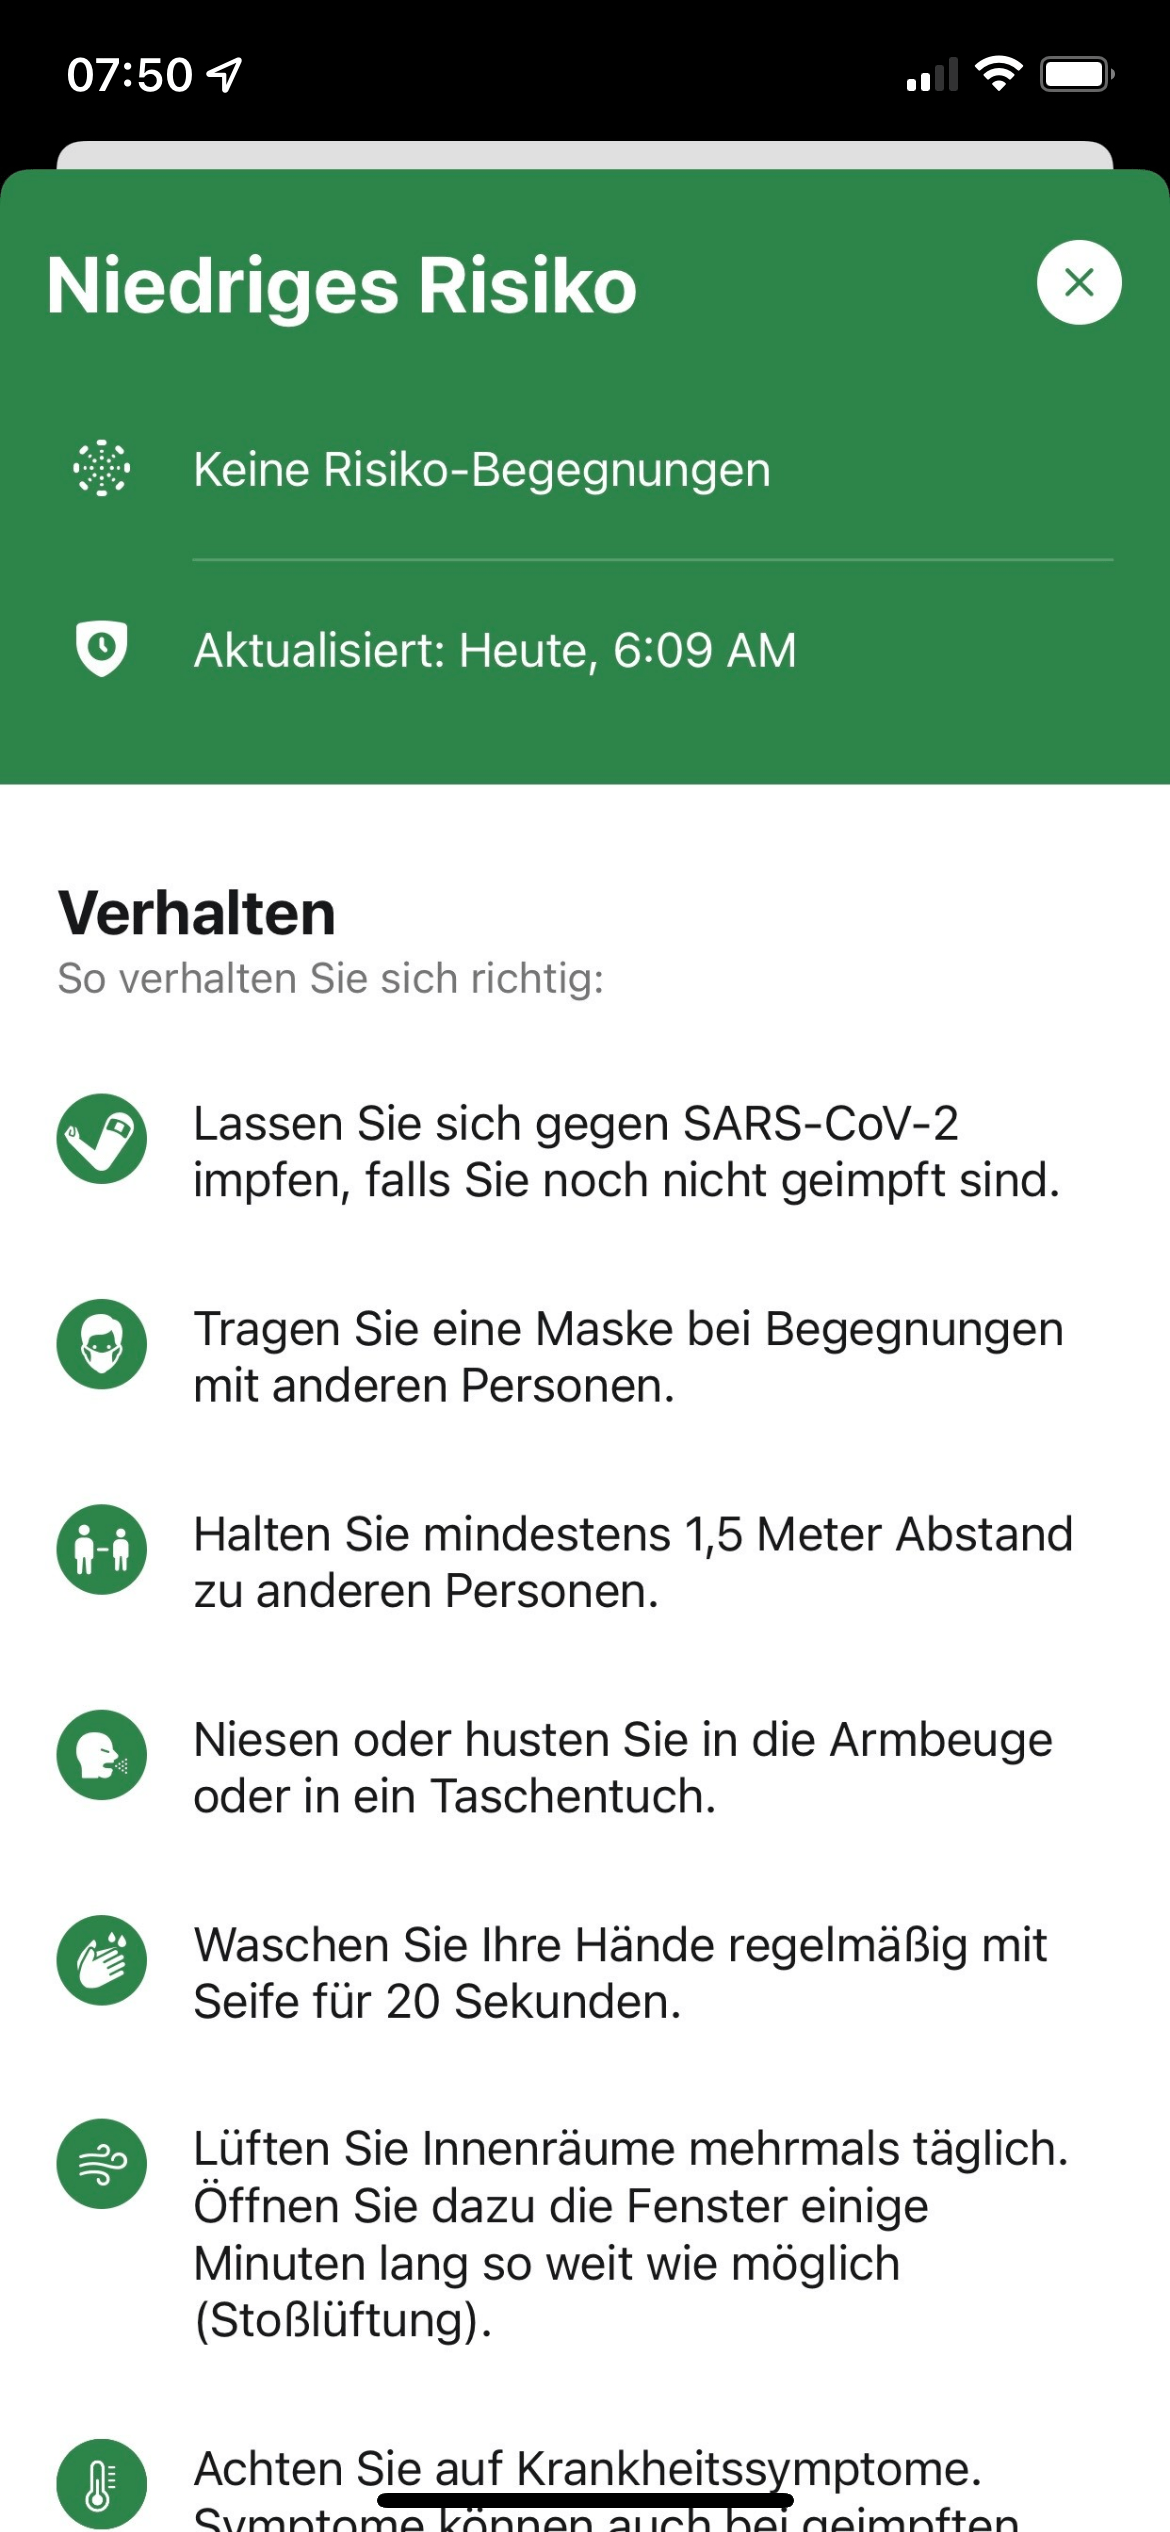 07:50
Niedriges Risiko
Keine Risiko-Begegnungen
Aktualisiert: Heute, 6:09 AM
Verhalten
So verhalten Sie sich richtig:
Lassen Sie sich gegen SARS-CoV-2
impfen, falls Sie noch nicht geimpft sind.
Tragen Sie eine Maske bei Begegnungen
mit anderen Personen.
Halten Sie mindestens 1,5 Meter Abstand
zu anderen Personen.
Niesen oder husten Sie in die Armbeuge
oder in ein Taschentuch.
Waschen Sie Ihre Hände regelmäßig mit
Seife für 20 Sekunden.
Lüften Sie Innenräume mehrmals täglich.
Öffnen Sie dazu die Fenster einige
Minuten lang so weit wie möglich
(Stoßlüftung).
Achten Sie auf Krankheitssymptome.
Symptome können auch bei geimpften